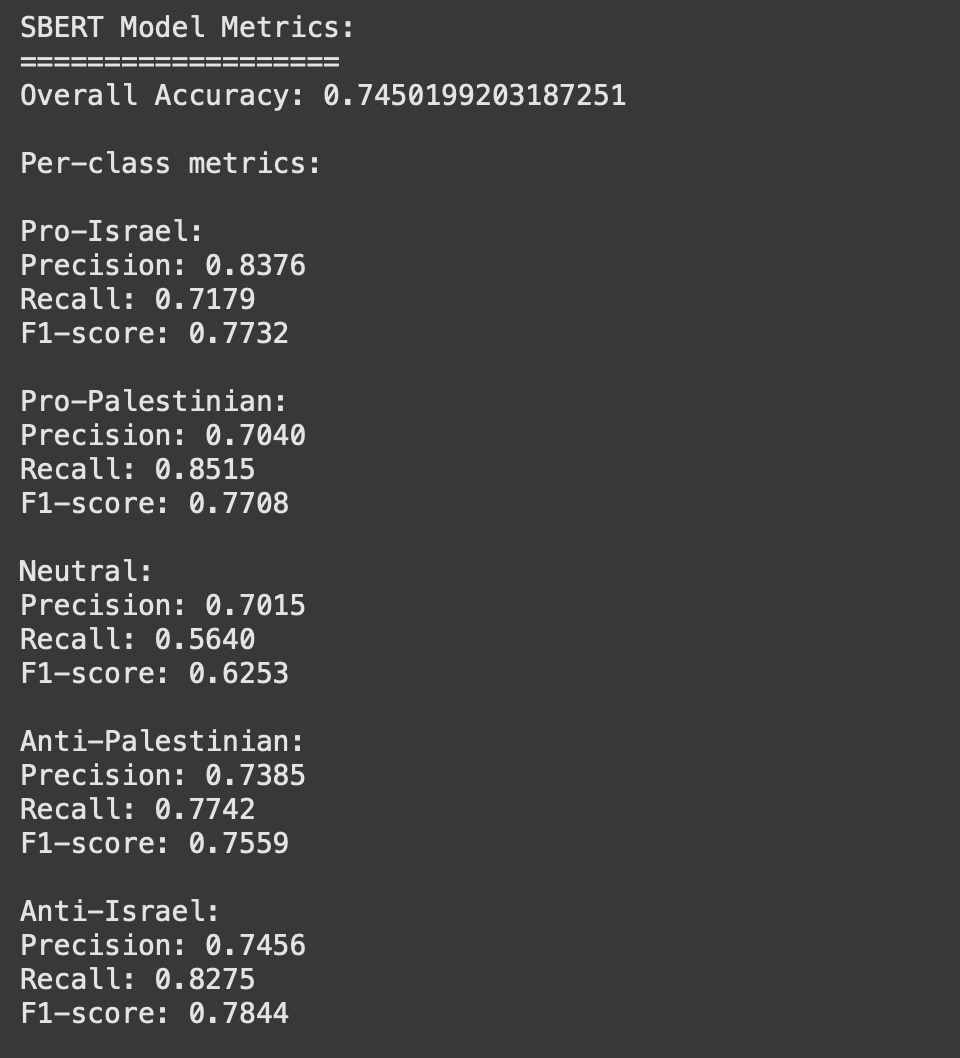 SBERT Model Metrics:
===================
Overall Accuracy: 0.7450199203187251
Per-class metrics:
Pro-Israel:
Precision: 0.8376
Recall: 0.7179
F1-score: 0.7732
Pro-Palestinian:
Precision: 0.7040
Recall: 0.8515
F1-score: 0.7708
Neutral:
Precision: 0.7015
Recall: 0.5640
F1-score: 0.6253
Anti-Palestinian:
Precision: 0.7385
Recall: 0.7742
F1-score: 0.7559
Anti-Israel:
Precision: 0.7456
Recall: 0.8275
F1-score: 0.7844